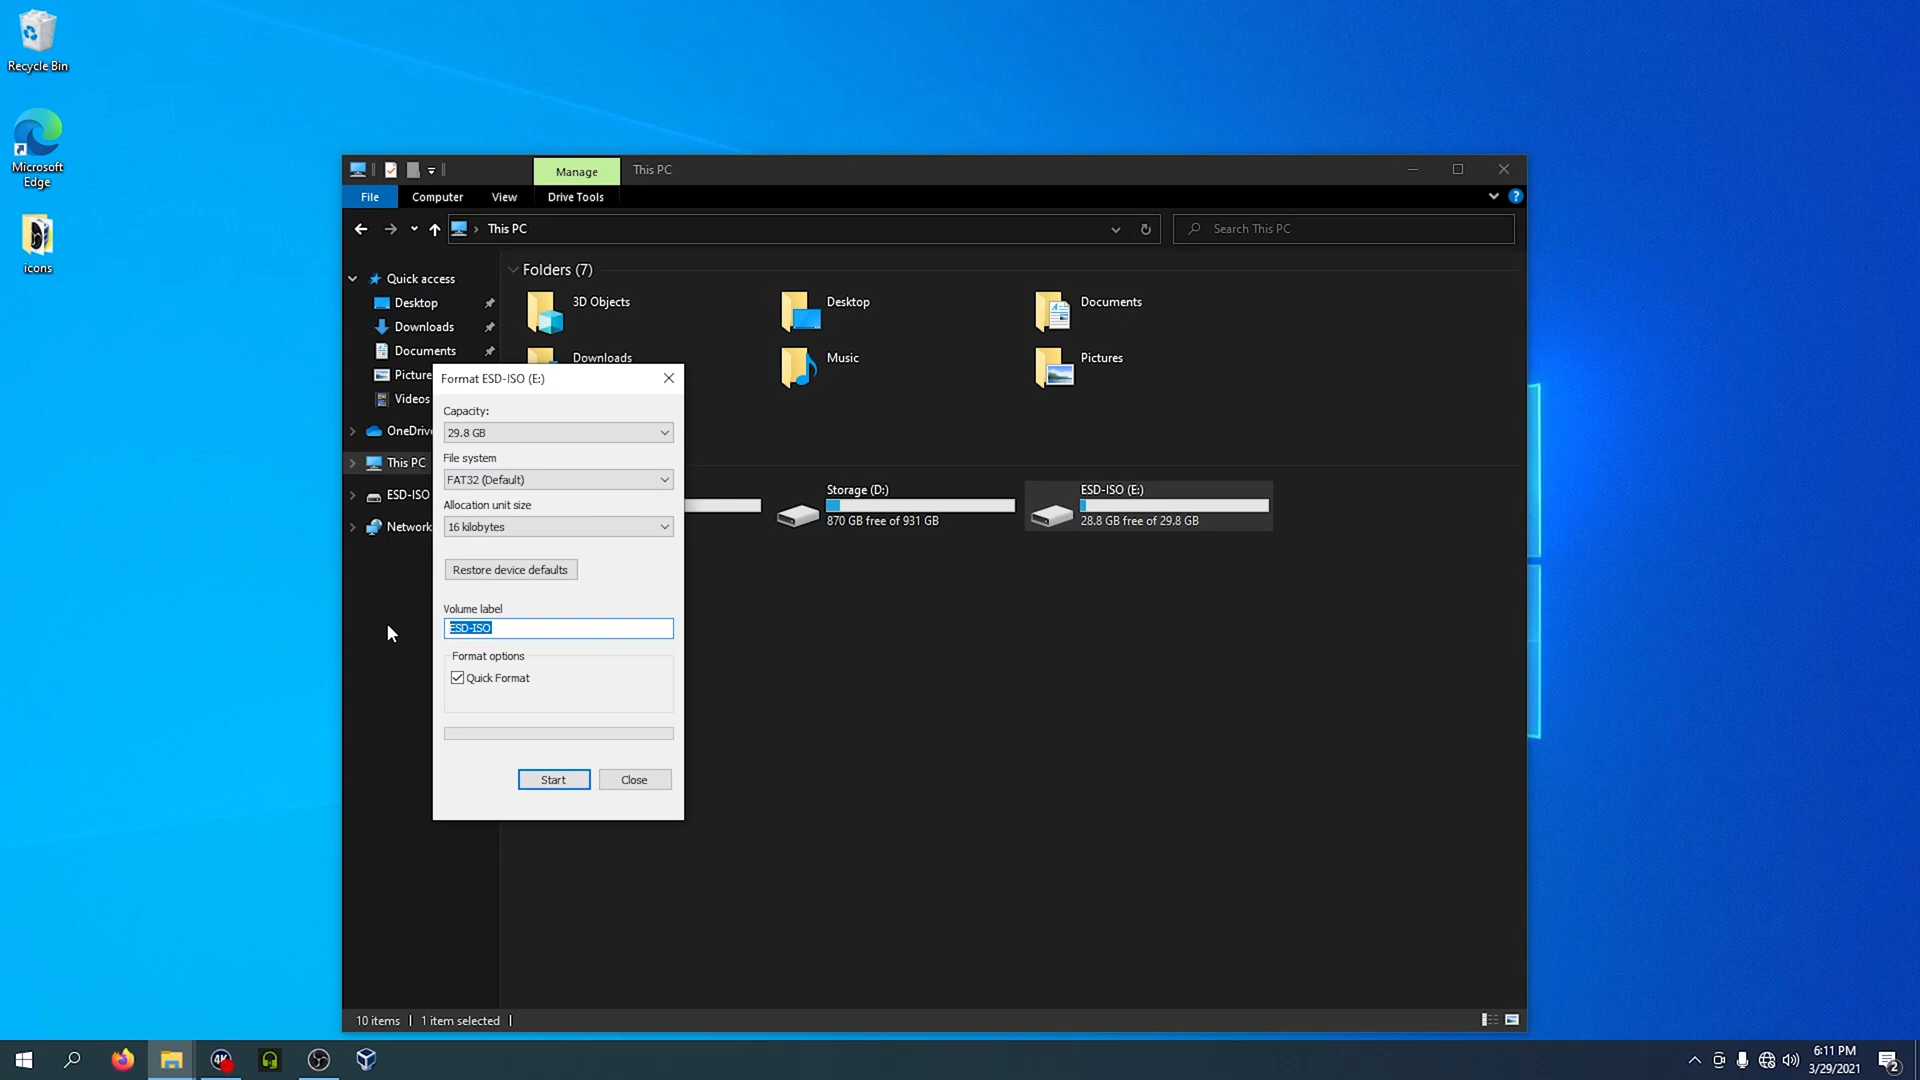 Recycle Bin
Microsoft
Edge
icons
Manage
This PC
File
Computer
View
Drive Tools
This PC
Search This PC
Quick access
Desktop
Downloads
Documents
Videos
This PC
ESD-ISO
Network
Folders (7)
3D Objects
Desktop
Documents
Downloads
Music
Pictures
Storage (D:)
870 GB free of 931 GB
ESD-ISO (E:)
28.8 GB free of 29.8 GB
Format ESD-ISO (E:)
Capacity:
29.8 GB
File system
FAT32 (Default)
Allocation unit size
16 kilobytes
Restore device defaults
Volume label
ESD-ISO
Format options
Quick Format
Start
Close
10 items
1 item selected
4K
6:11 PM
3/29/2021
2